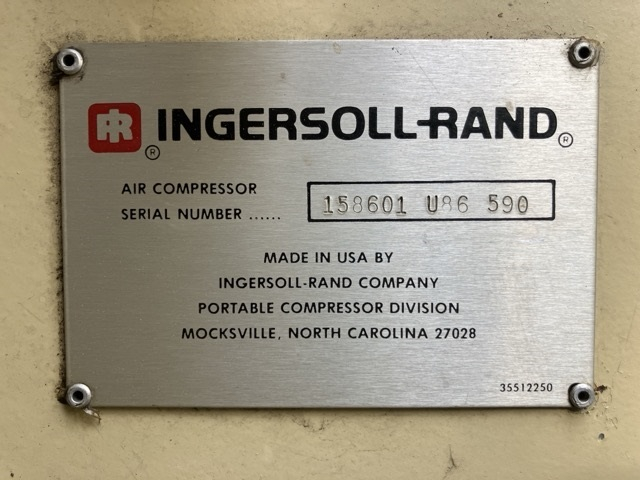 IR ® INGERSOLL-RAND ®
AIR COMPRESSOR
SERIAL NUMBER ...... 158601 U86 590
MADE IN USA BY
INGERSOLL-RAND COMPANY
PORTABLE COMPRESSOR DIVISION
MOCKSVILLE, NORTH CAROLINA 27028
35512250